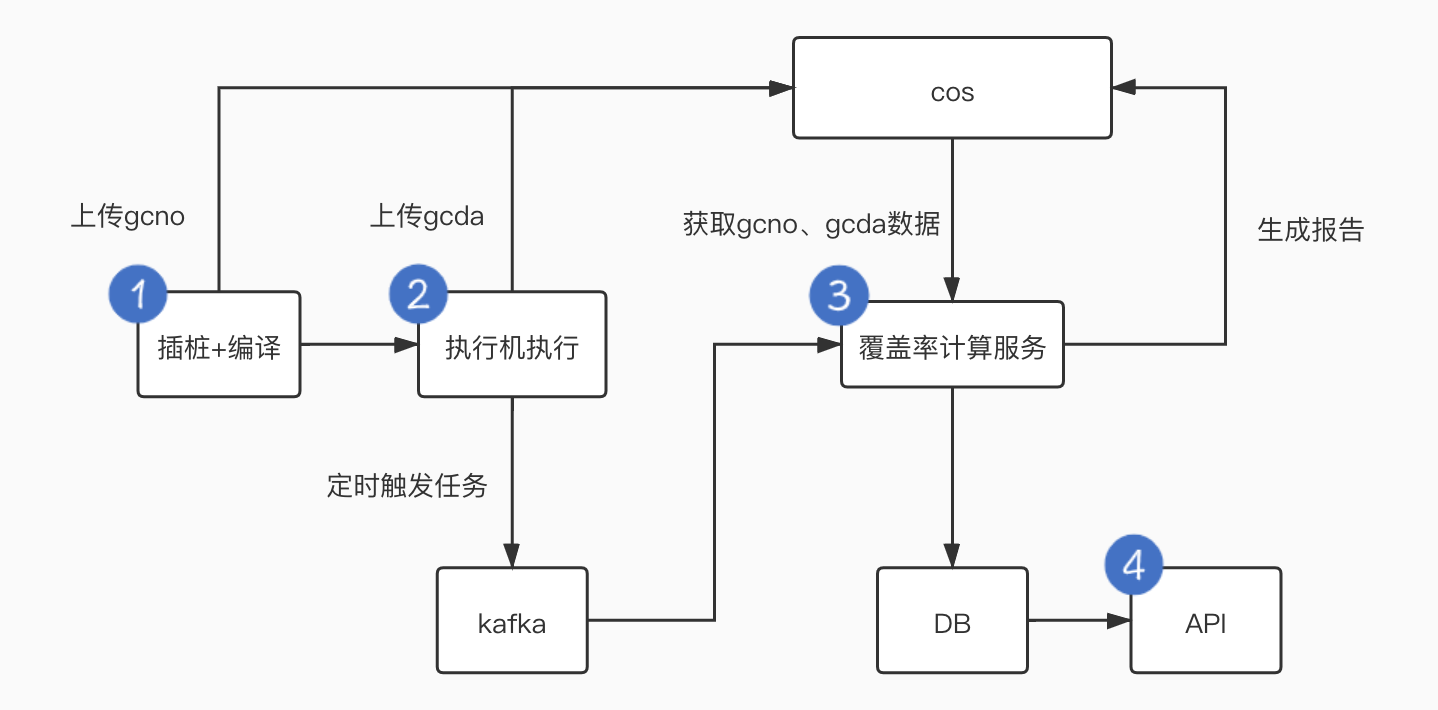 cos
上传gcno
上传gcda
获取gcno、gcda数据
生成报告
1
插桩+编译
2
执行机执行
3
覆盖率计算服务
定时触发任务
kafka
DB
4
API